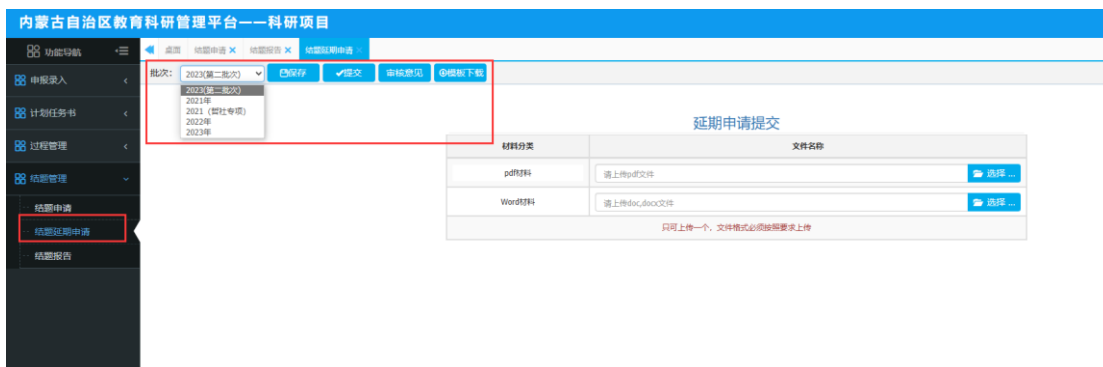 内蒙古自治区教育科研管理平台——科研项目
功能导航
桌面 结题申请 × 结题报告 × 结题延期申请 ×
批次： 2023(第二批次) 保存 ✔提交 审核意见 模板下载
2023(第二批次)
2021年
2021（哲社专项）
2022年
2023年
申报录入
计划任务书
过程管理
结题管理
结题申请
结题延期申请
结题报告
延期申请提交
材料分类 文件名称
pdf材料 请上传pdf文件 选择 ...
Word材料 请上传doc,docx文件 选择 ...
只可上传一个，文件格式必须按照要求上传